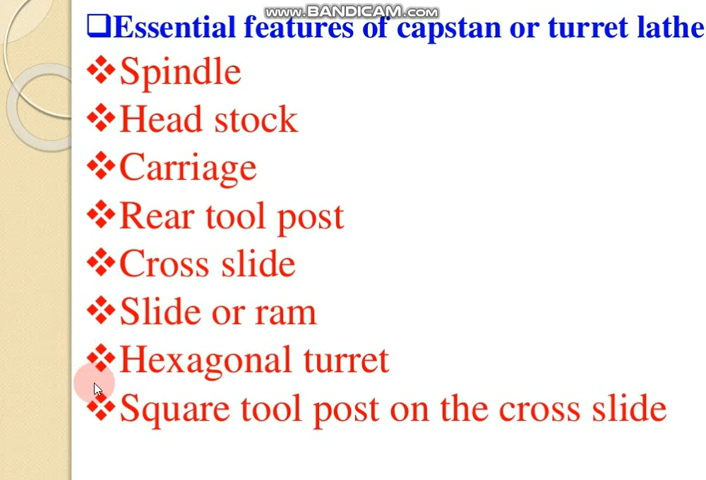 www.BANDICAM.com
❑Essential features of capstan or turret lathe
❖Spindle
❖Head stock
❖Carriage
❖Rear tool post
❖Cross slide
❖Slide or ram
❖Hexagonal turret
❖Square tool post on the cross slide